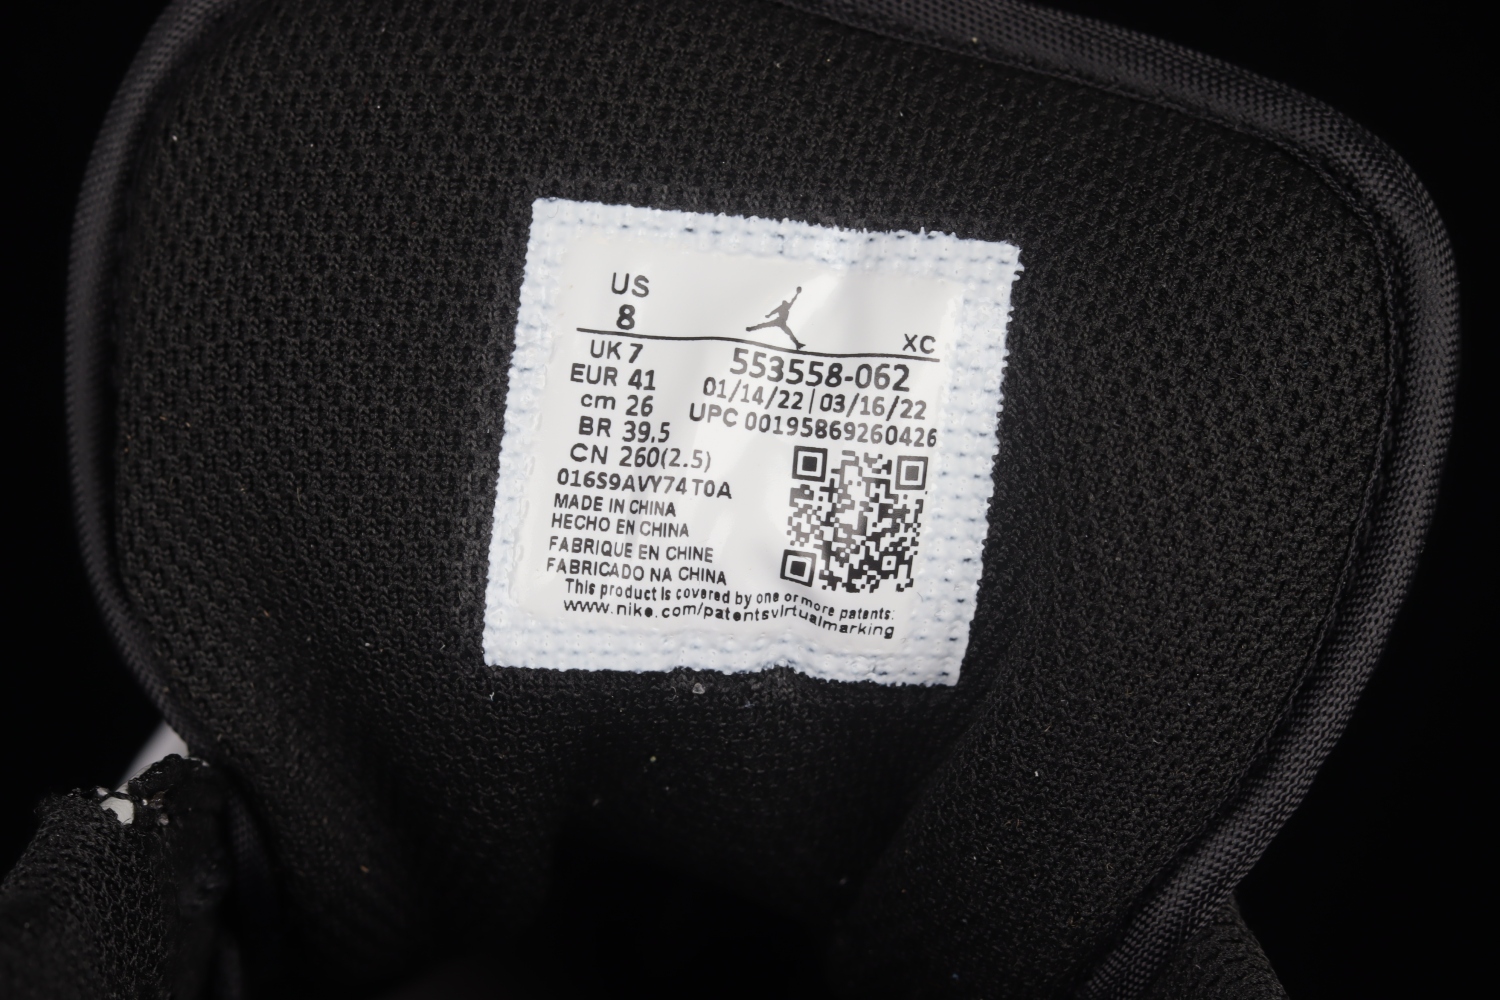 US
8
XC
UK 7
553558-062
EUR 41
01/14/22 | 03/16/22
cm 26
UPC 00195869260426
BR 39.5
CN 260(2.5)
016S9AVY74T0A
MADE IN CHINA
HECHO EN CHINA
FABRIQUE EN CHINE
FABRICADO NA CHINA
This product is covered by one or more patents:
www.nike.com/patentsvirtualmarking